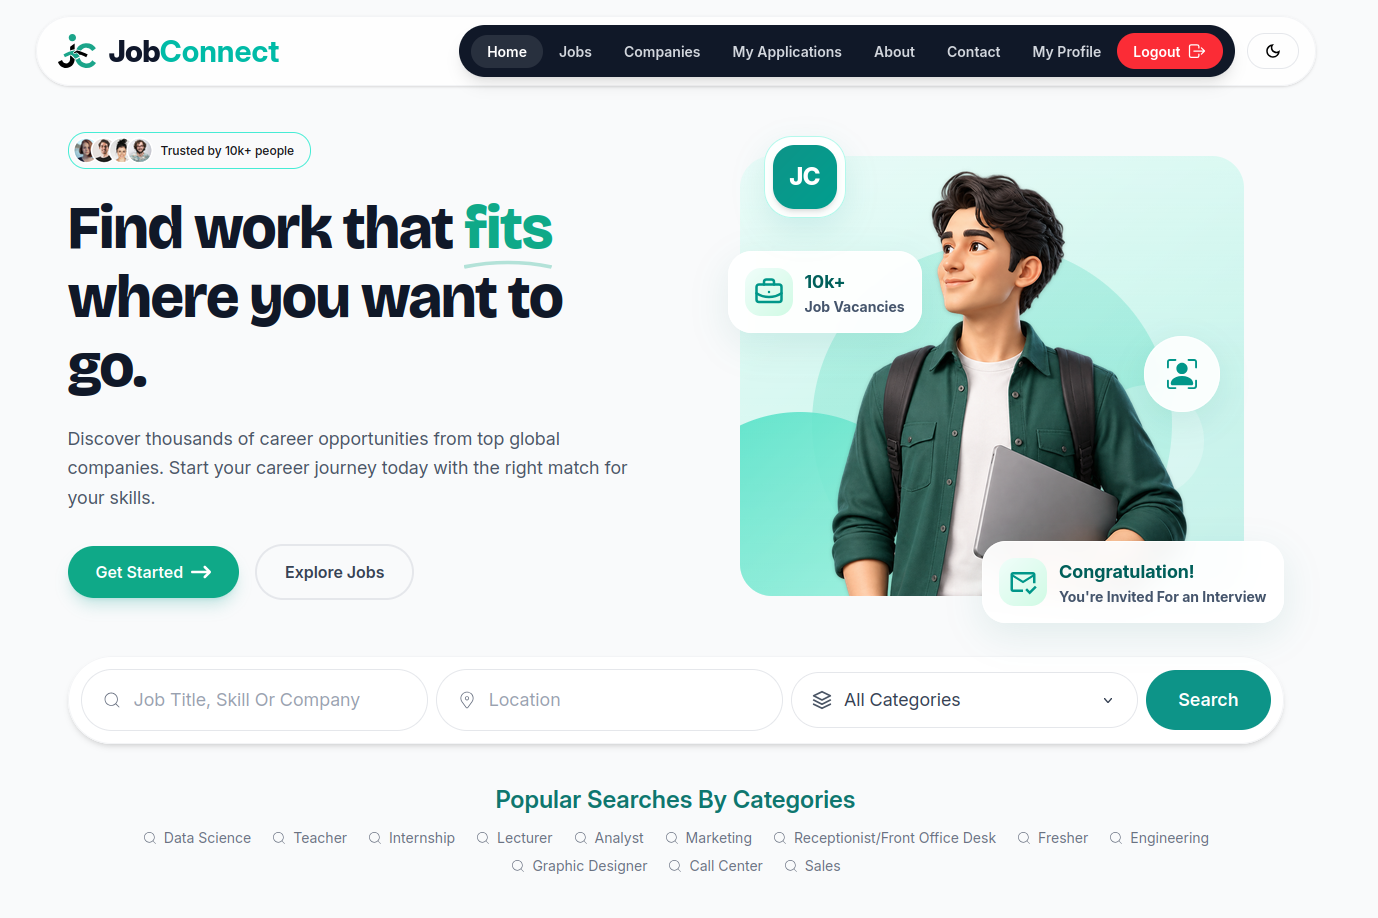 JobConnect
Home Jobs Companies My Applications About Contact My Profile Logout
Trusted by 10k+ people
Find work that fits
where you want to
go.
Discover thousands of career opportunities from top global
companies. Start your career journey today with the right match for
your skills.
Get Started Explore Jobs
JC
10k+
Job Vacancies
Congratulation!
You're Invited For an Interview
Job Title, Skill Or Company Location All Categories Search
Popular Searches By Categories
Data Science Teacher Internship Lecturer Analyst Marketing Receptionist/Front Office Desk Fresher Engineering
Graphic Designer Call Center Sales